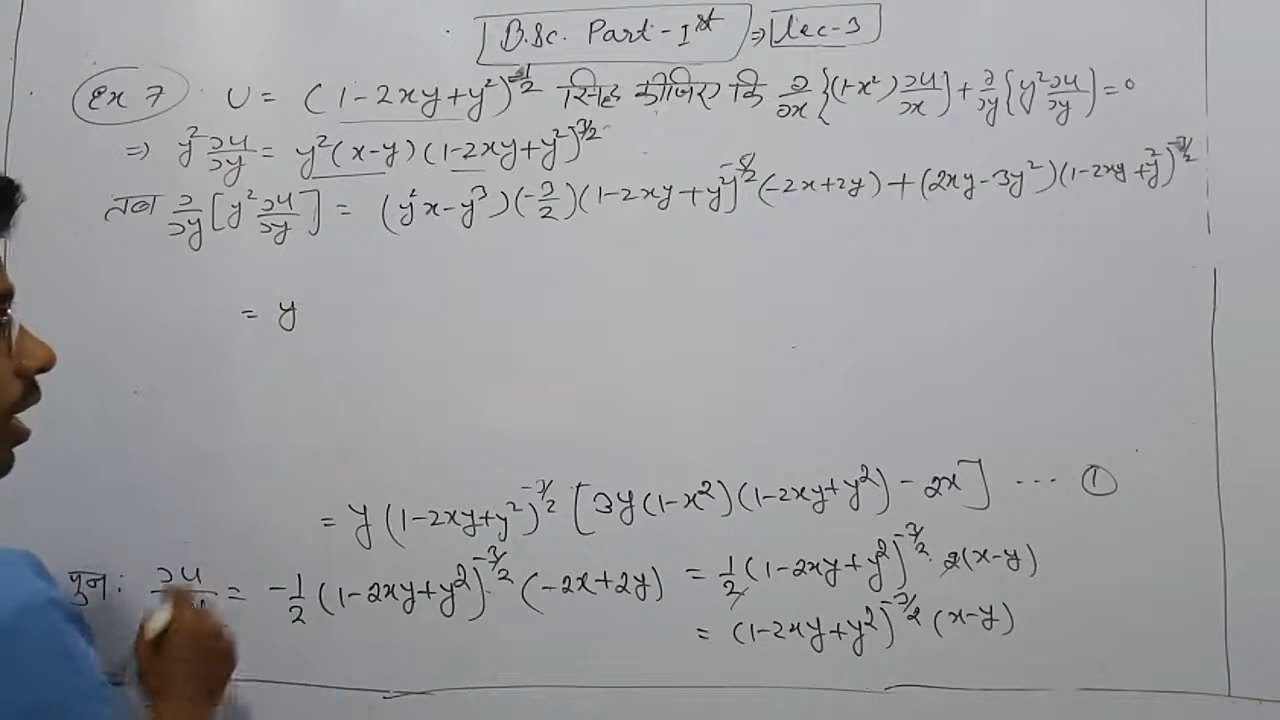 B.Sc. Part-Ist ⇒ Lec-3
Ex 7 U = (1-2xy+y²)^-1/2 सिद्ध कीजिए कि ∂/∂x {(1-x²) ∂u/∂x} + ∂/∂y {y² ∂u/∂y} = 0
⇒ y² ∂u/∂y = y²(x-y)(1-2xy+y²)^-3/2
तब ∂/∂y [y² ∂u/∂y] = (y²x-y³)(-3/2)(1-2xy+y²)^-5/2 (-2x+2y) + (2xy-3y²)(1-2xy+y²)^-3/2
= y
= y(1-2xy+y²)^-3/2 [3y(1-x²)(1-2xy+y²) - 2x] ... ①
पुनः ∂u = -1/2 (1-2xy+y²)^-3/2 (-2x+2y) = 1/2 (1-2xy+y²)^-3/2 2(x-y)
= (1-2xy+y²)^-3/2 (x-y)